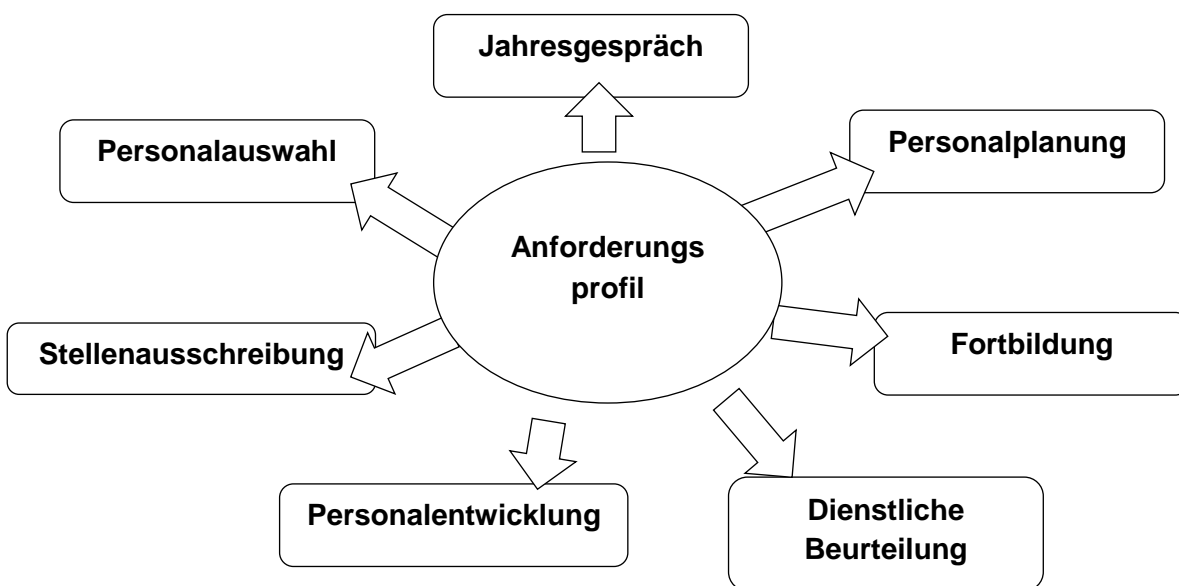 Jahresgespräch
Personalauswahl
Personalplanung
Anforderungs
profil
Stellenausschreibung
Fortbildung
Personalentwicklung
Dienstliche
Beurteilung